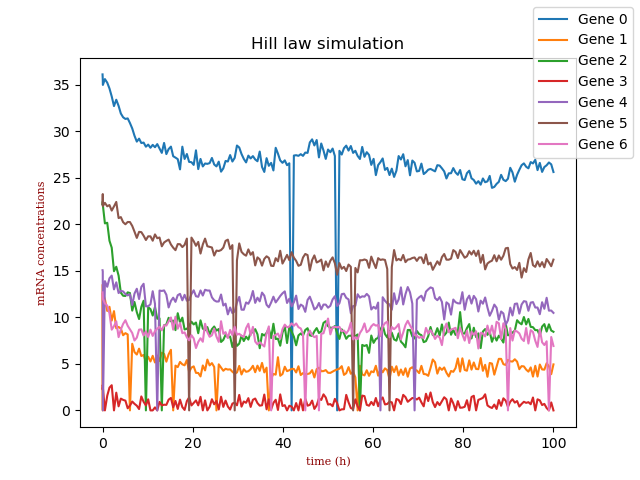 Hill law simulation
Gene 0
Gene 1
Gene 2
Gene 3
Gene 4
Gene 5
Gene 6
mRNA concentrations
35
30
25
20
15
10
5
0
0 20 40 60 80 100
time (h)